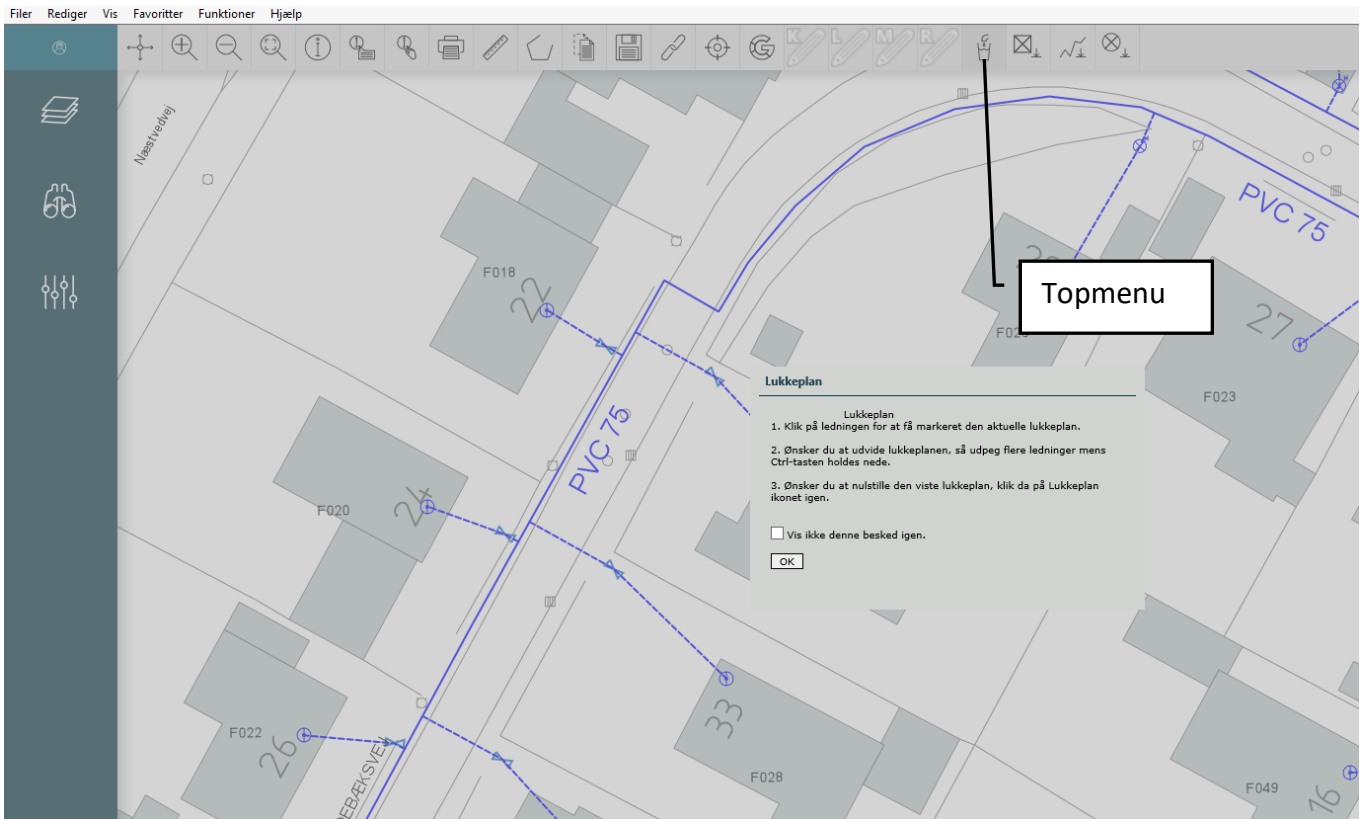 Filer Rediger Vis Favoritter Funktioner Hjælp
K L M R
Næstvedvej
PVC 75
Topmenu
F018
22
27
F023
Lukkeplan
Lukkeplan
1. Klik på ledningen for at få markeret den aktuelle lukkeplan.
2. Ønsker du at udvide lukkeplanen, så udpeg flere ledninger mens
Ctrl-tasten holdes nede.
3. Ønsker du at nulstille den viste lukkeplan, klik da på Lukkeplan
ikonet igen.
Vis ikke denne besked igen.
OK
PVC 75
F020
24
F022
26
33
F028
F049
16
DEBÆKSVEJ